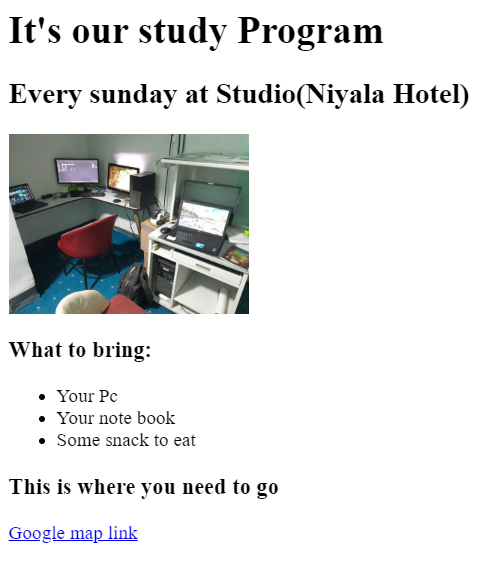 It's our study Program
Every sunday at Studio(Niyala Hotel)
What to bring:
Your Pc
Your note book
Some snack to eat
This is where you need to go
Google map link